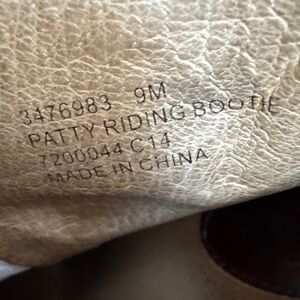 3476983 9M
PATTY RIDING BOOTIE
7200044 C14
MADE IN CHINA